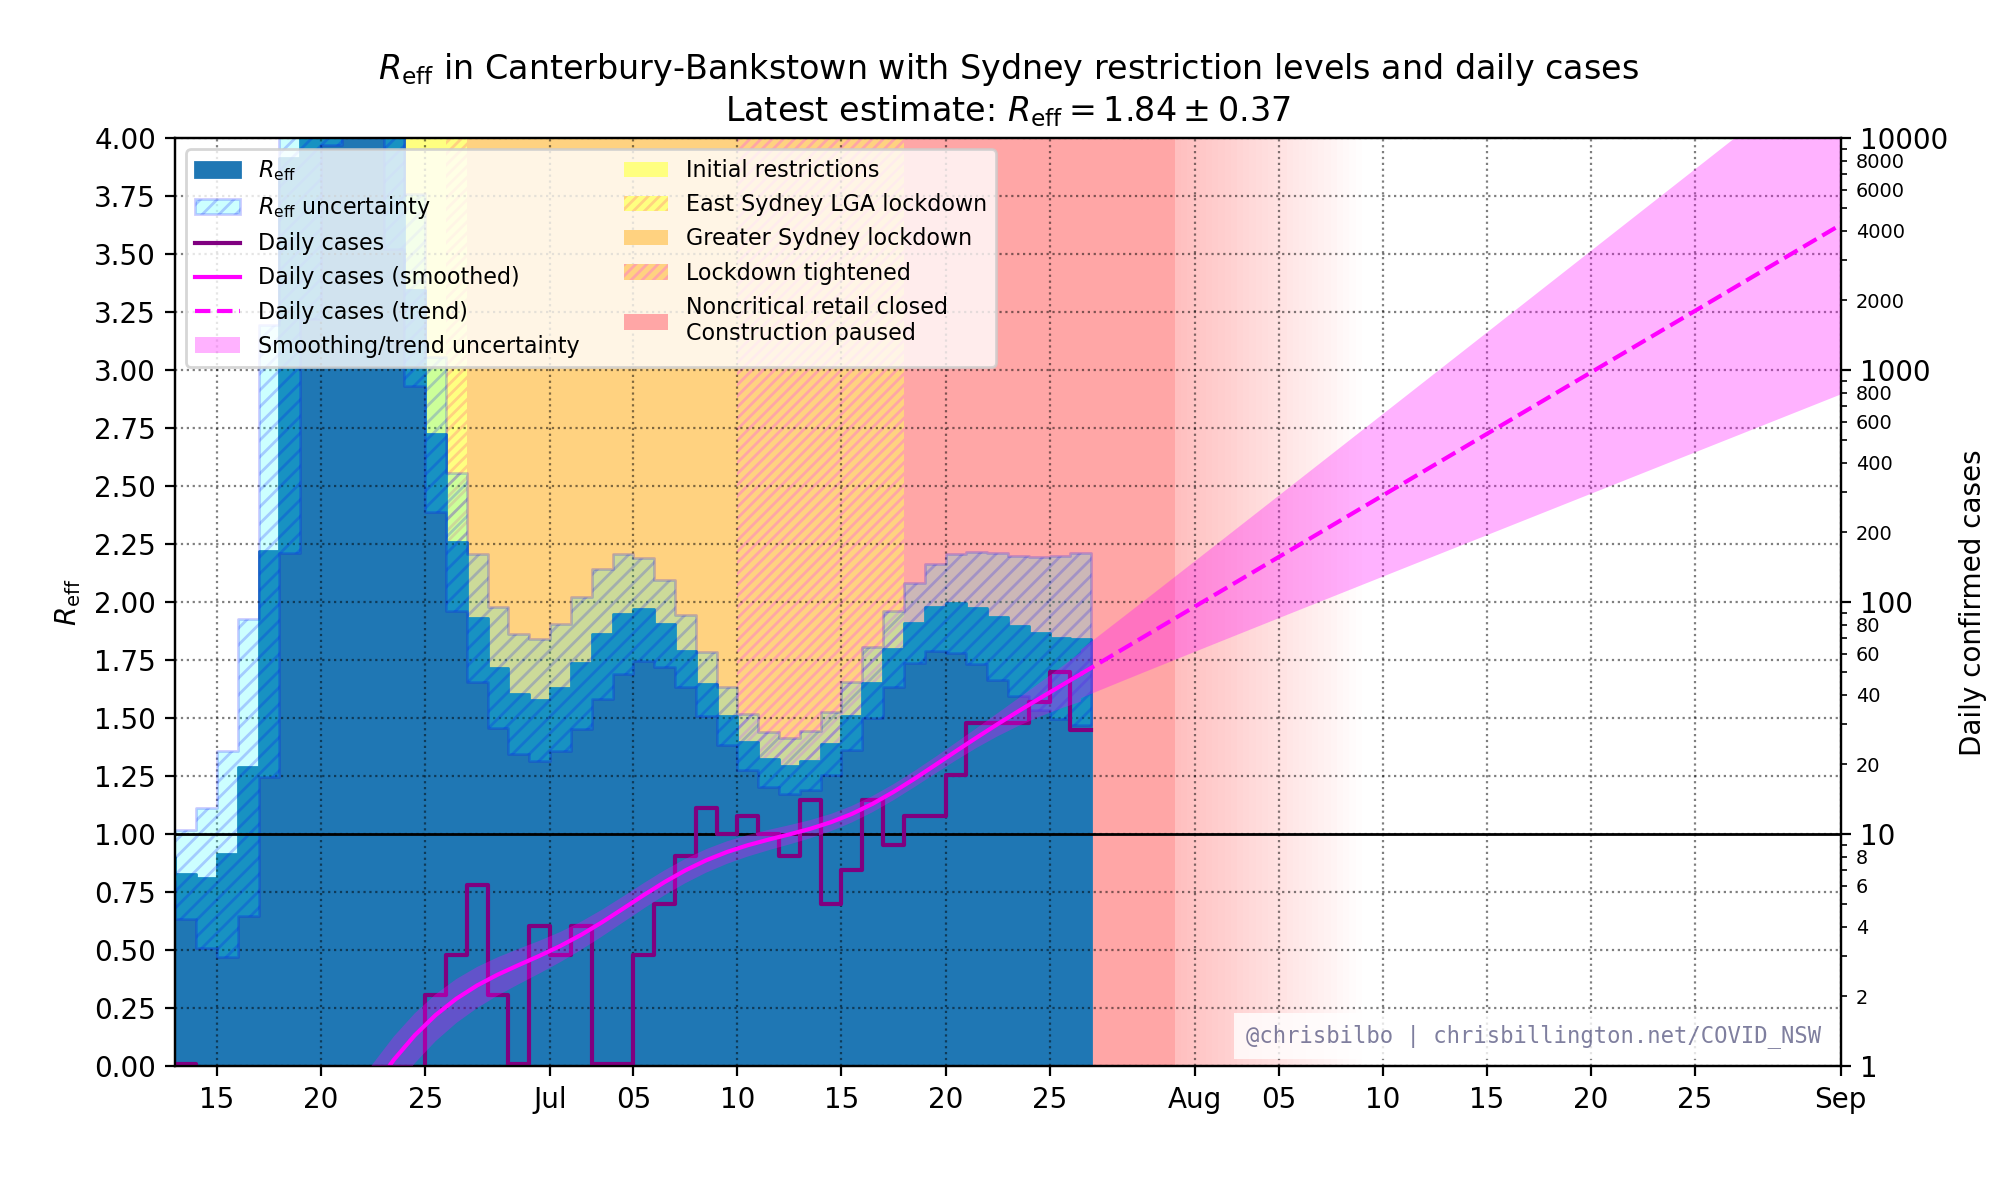 Reff in Canterbury-Bankstown with Sydney restriction levels and daily cases
Latest estimate: Reff = 1.84 ± 0.37
Reff
4.00
3.75
3.50
3.25
3.00
2.75
2.50
2.25
2.00
1.75
1.50
1.25
1.00
0.75
0.50
0.25
0.00
Reff
Reff uncertainty
Daily cases
Daily cases (smoothed)
Daily cases (trend)
Smoothing/trend uncertainty
Initial restrictions
East Sydney LGA lockdown
Greater Sydney lockdown
Lockdown tightened
Noncritical retail closed
Construction paused
10000
8000
6000
4000
2000
1000
800
600
400
200
100
80
60
40
20
10
8
6
4
2
1
Daily confirmed cases
@chrisbilbo | chrisbillington.net/COVID_NSW
15 20 25 Jul 05 10 15 20 25 Aug 05 10 15 20 25 Sep